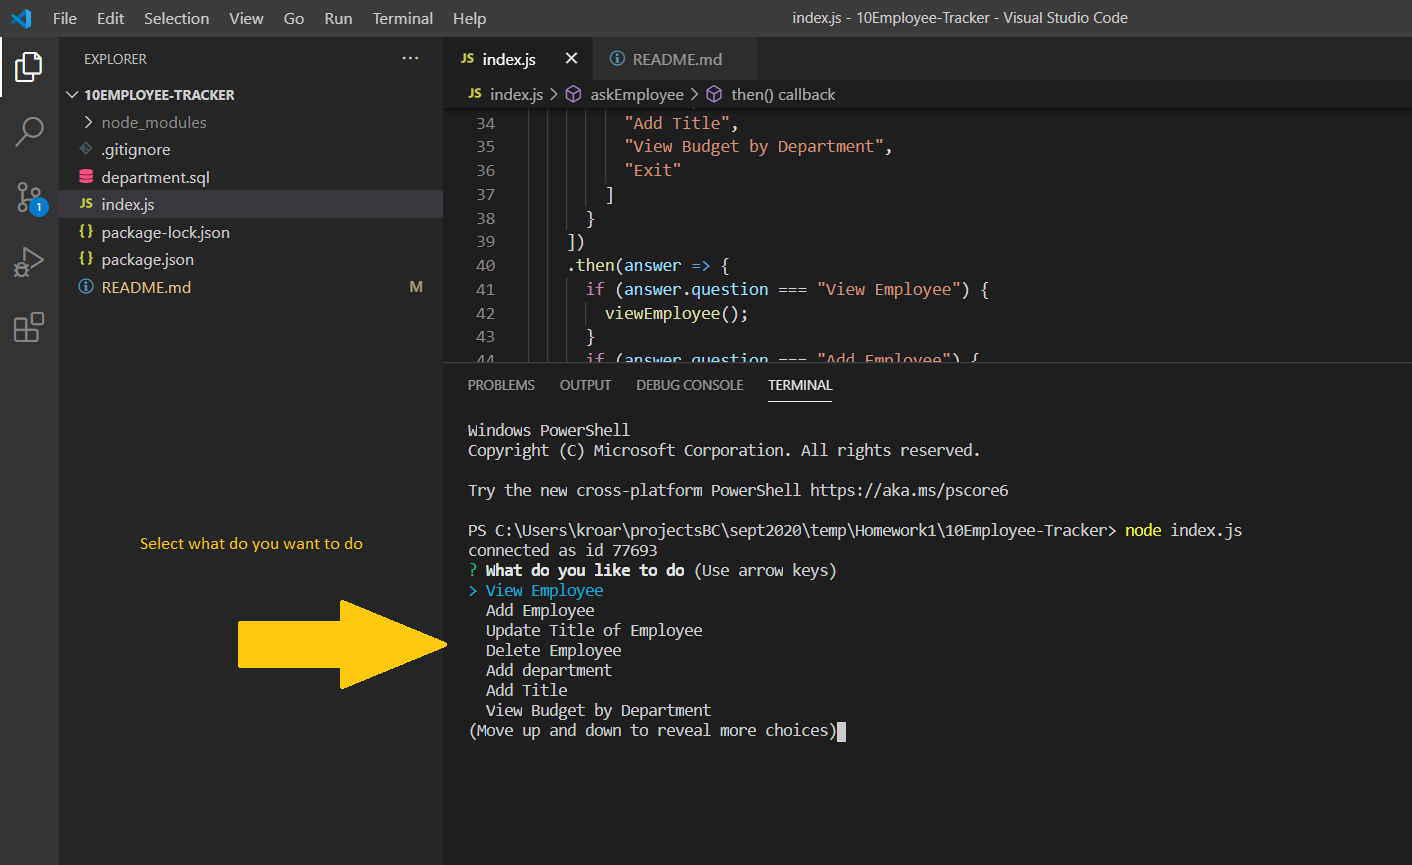 File Edit Selection View Go Run Terminal Help
index.js - 10Employee-Tracker - Visual Studio Code
EXPLORER
10EMPLOYEE-TRACKER
node_modules
.gitignore
department.sql
JS index.js
{} package-lock.json
{} package.json
README.md M
1
Select what do you want to do
JS index.js README.md
JS index.js > askEmployee > then() callback
34 "Add Title",
35 "View Budget by Department",
36 "Exit"
37 ]
38 }
39 ])
40 .then(answer => {
41 if (answer.question === "View Employee") {
42 viewEmployee();
43 }
44 if (answer.question === "Add Employee") {
PROBLEMS OUTPUT DEBUG CONSOLE TERMINAL
Windows PowerShell
Copyright (C) Microsoft Corporation. All rights reserved.
Try the new cross-platform PowerShell https://aka.ms/pscore6
PS C:\Users\kroar\projectsBC\sept2020\temp\Homework1\10Employee-Tracker> node index.js
connected as id 77693
? What do you like to do (Use arrow keys)
> View Employee
Add Employee
Update Title of Employee
Delete Employee
Add department
Add Title
View Budget by Department
(Move up and down to reveal more choices)